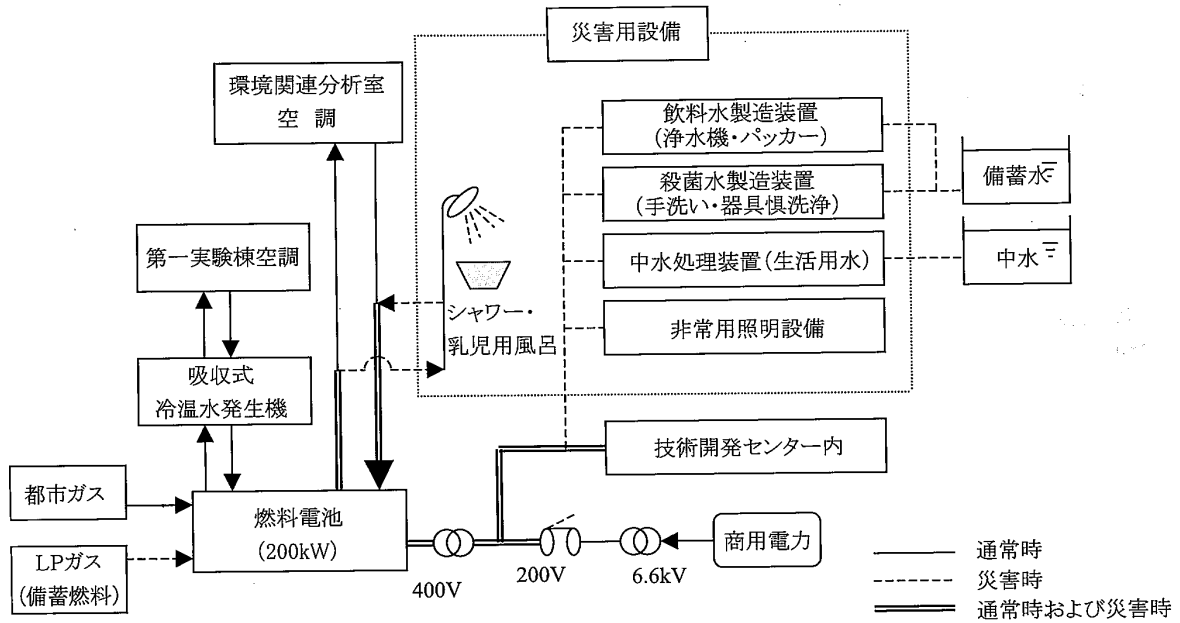 災害用設備
環境関連分析室
空 調
飲料水製造装置
(浄水機・パッカー)
備蓄水
殺菌水製造装置
(手洗い・器具惧洗浄)
第一実験棟空調
中水処理装置(生活用水)
中水
シャワー・
乳児用風呂
非常用照明設備
吸収式
冷温水発生機
技術開発センター内
都市ガス
燃料電池
(200kW)
商用電力
LPガス
(備蓄燃料)
400V
200V
6.6kV
通常時
災害時
通常時および災害時